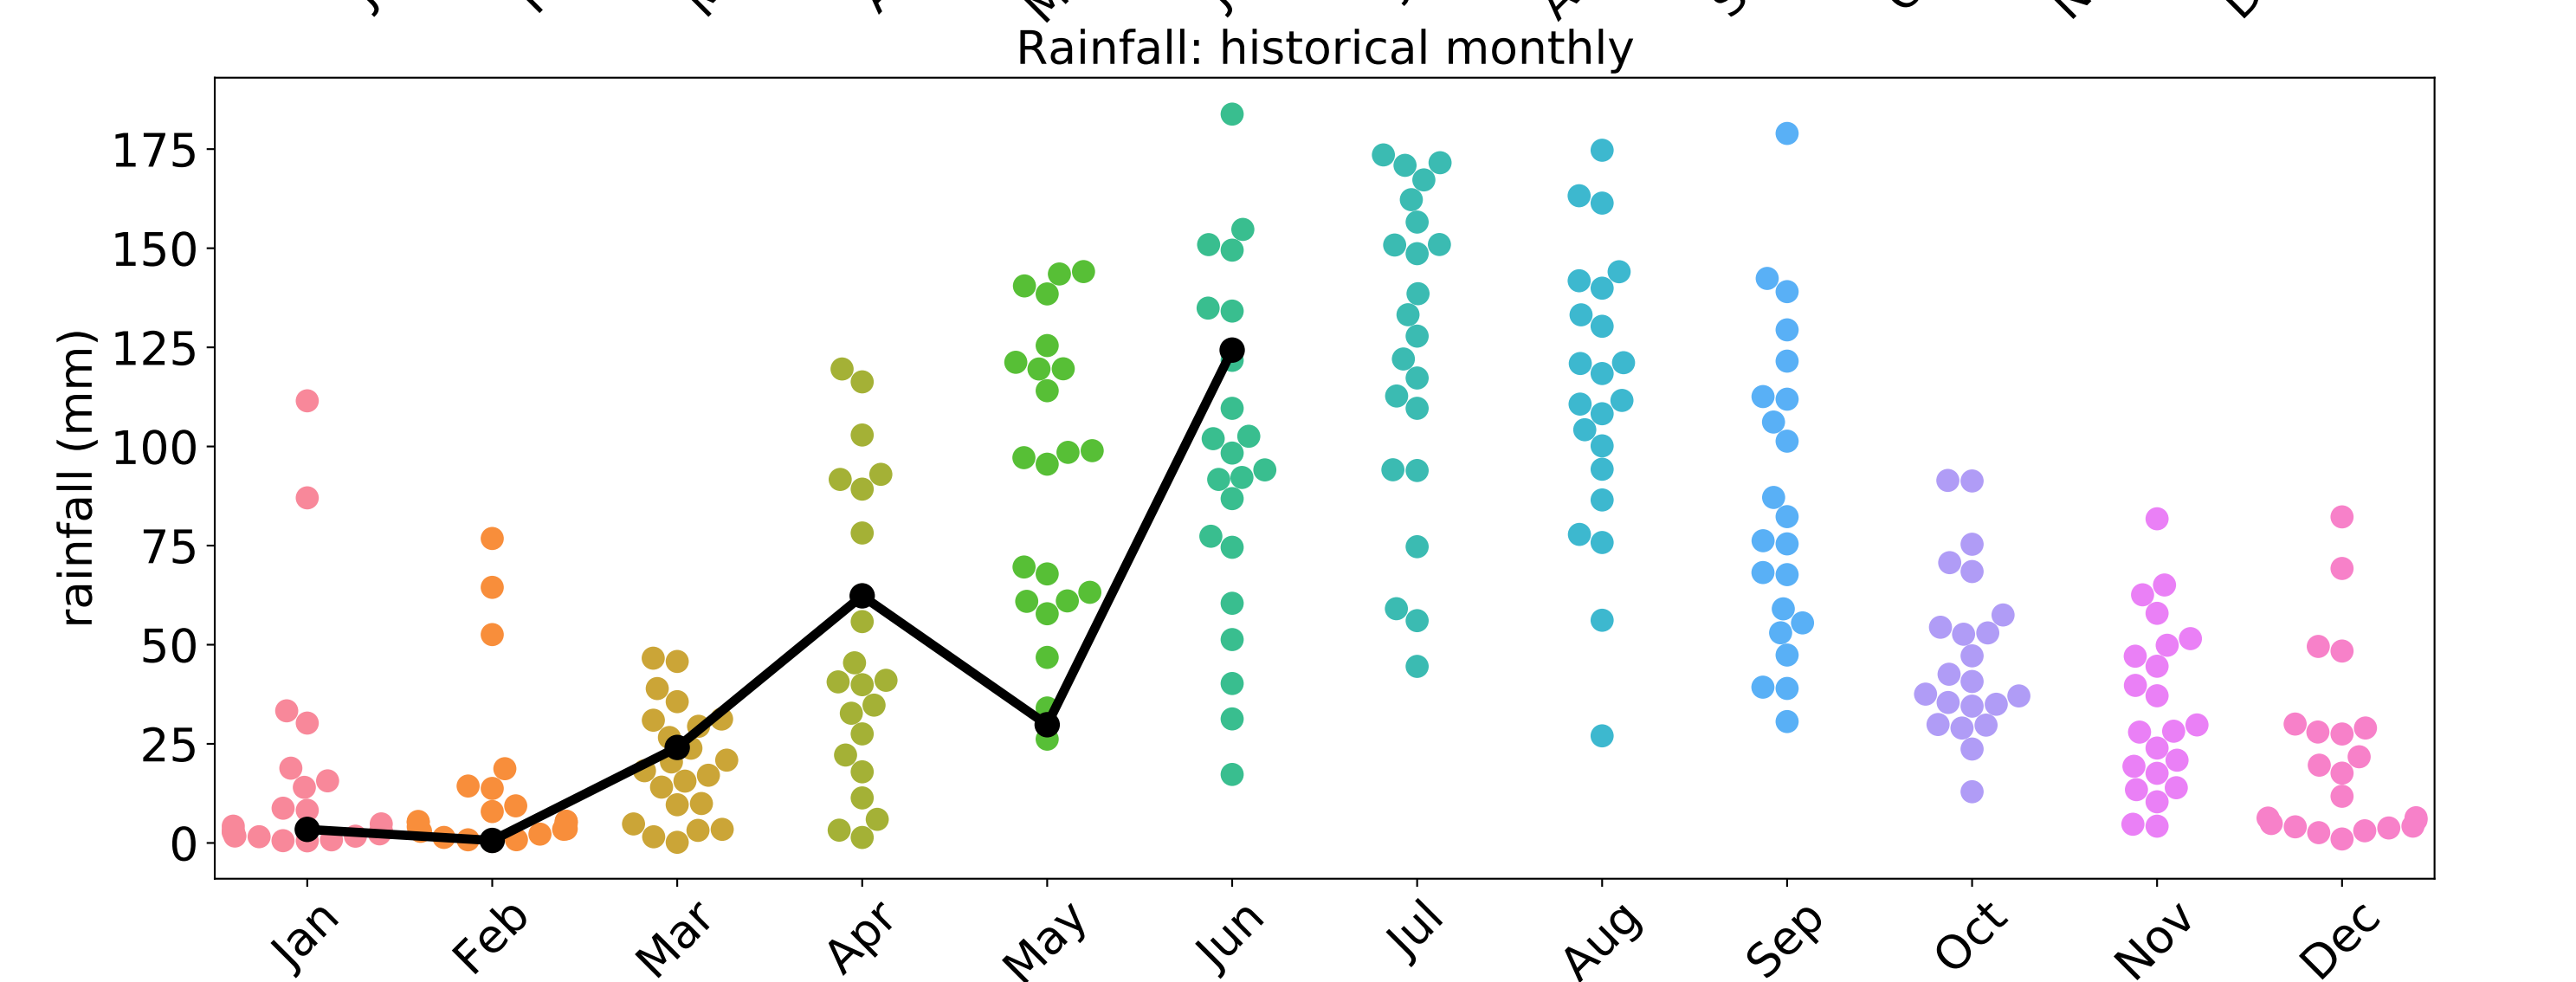 Rainfall: historical monthly
rainfall (mm)
175
150
125
100
75
50
25
0
Jan
Feb
Mar
Apr
May
Jun
Jul
Aug
Sep
Oct
Nov
Dec